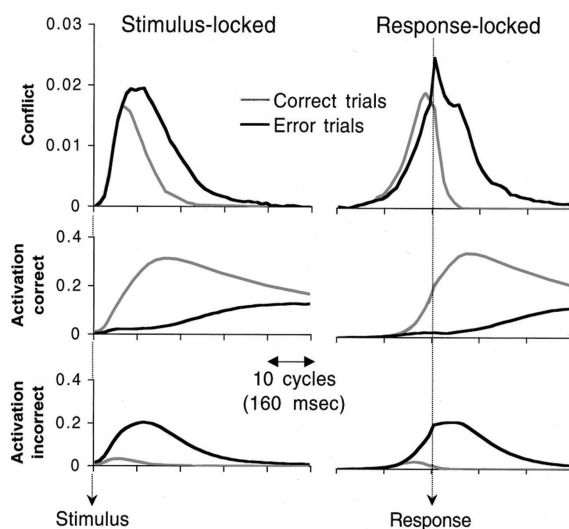 Stimulus-locked
Response-locked
0.03
0.02
0.01
0
Conflict
Correct trials
Error trials
0.4
0.2
0
Activation
correct
10 cycles
(160 msec)
0.4
0.2
0
Activation
incorrect
Stimulus
Response